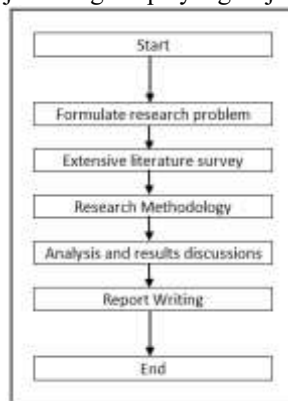 Start
Formulate research problem
Extensive literature survey
Research Methodology
Analysis and results discussions
Report Writing
End